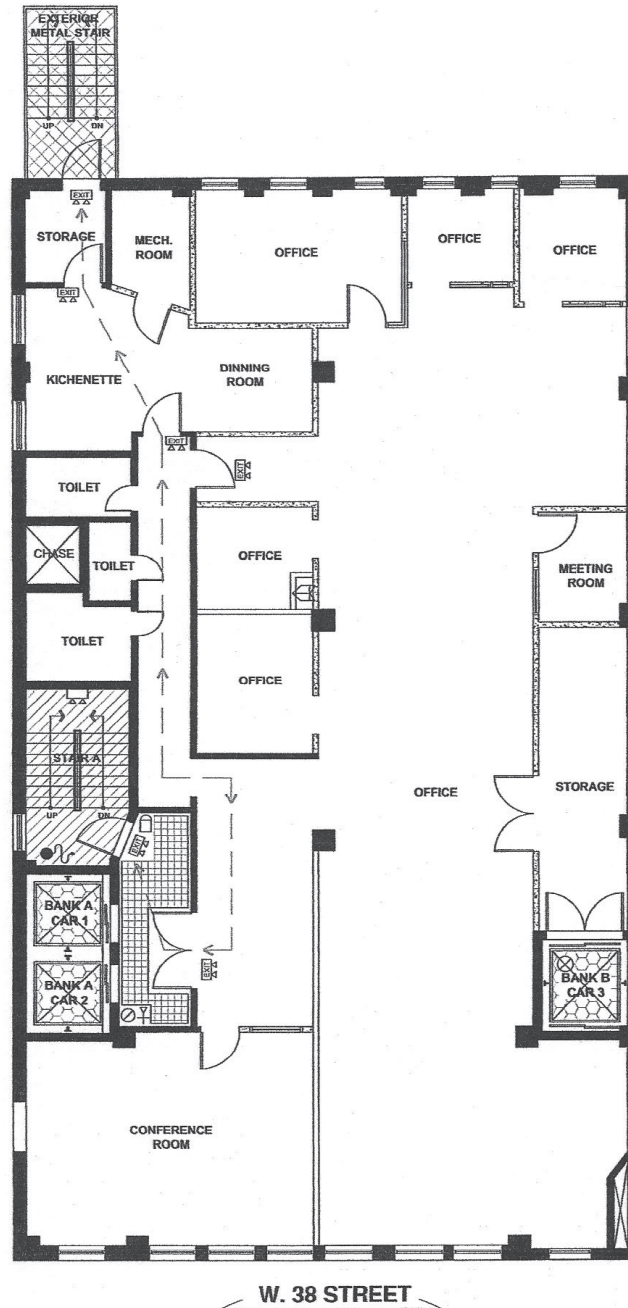 EXTERIOR
METAL STAIR
UP
DN
EXIT
STORAGE
MECH.
ROOM
OFFICE
OFFICE
OFFICE
EXIT
KICHENETTE
DINNING
ROOM
EXIT
EXIT
TOILET
CHASE
TOILET
OFFICE
MEETING
ROOM
TOILET
OFFICE
STAIR A
UP
DN
OFFICE
STORAGE
EXIT
BANK A
CAR 1
EXIT
BANK A
CAR 2
BANK B
CAR 3
CONFERENCE
ROOM
W. 38 STREET